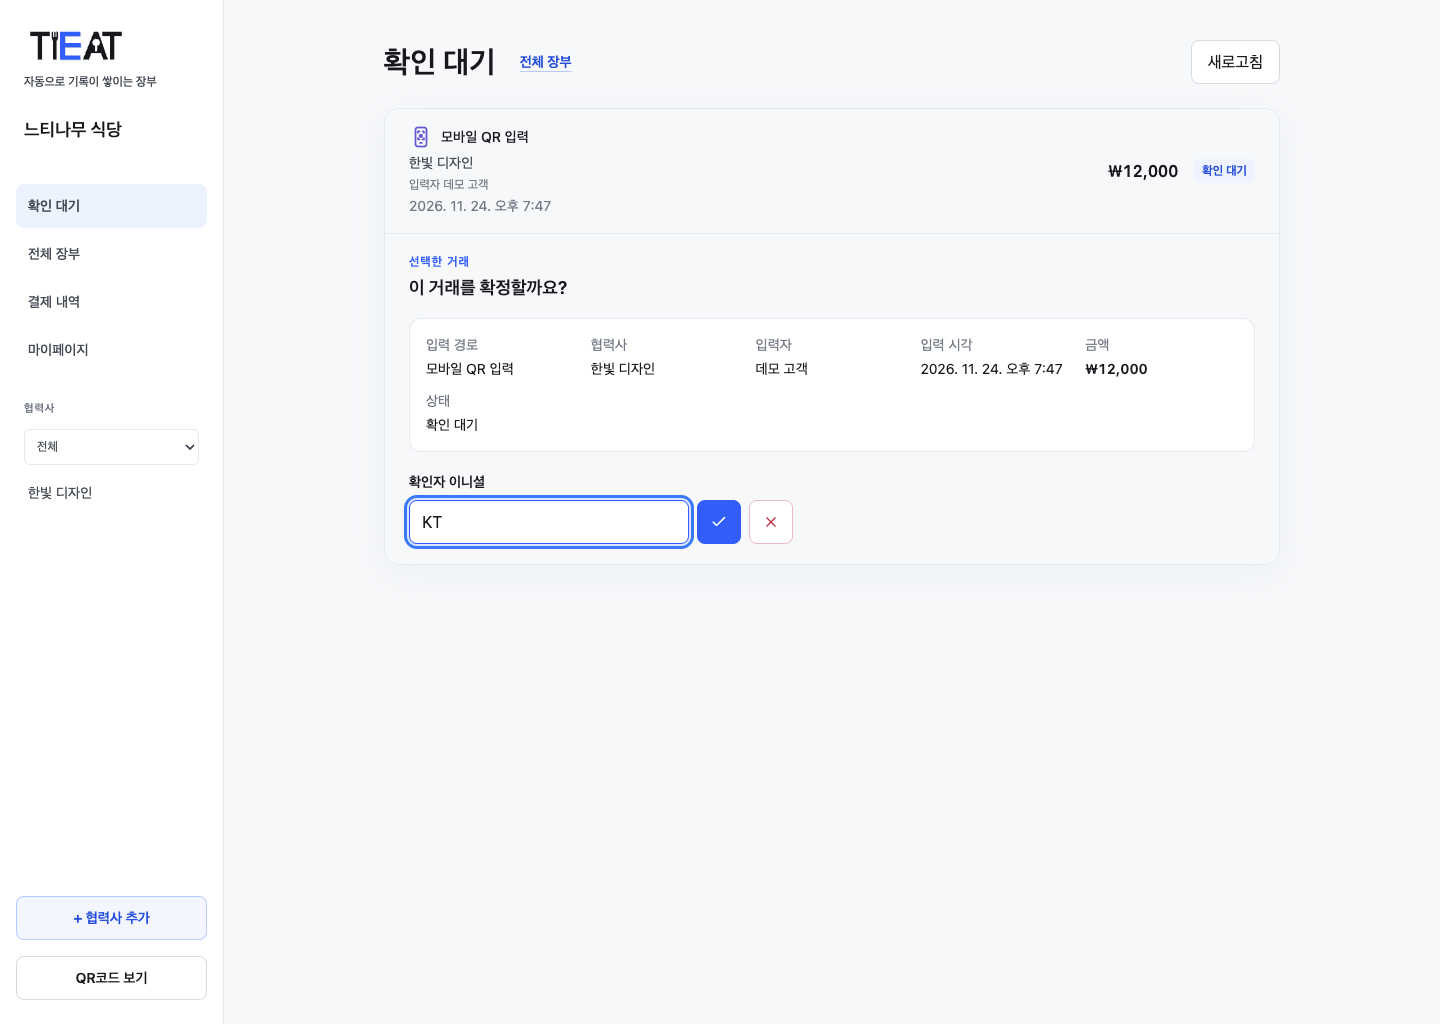 TIEAT
자동으로 기록이 쌓이는 장부
느티나무 식당
확인 대기
전체 장부
결제 내역
마이페이지
협력사
전체
한빛 디자인
+ 협력사 추가
QR코드 보기
확인 대기
전체 장부
새로고침
모바일 QR 입력
한빛 디자인
입력자 데모 고객
2026. 11. 24. 오후 7:47
₩12,000
확인 대기
선택한 거래
이 거래를 확정할까요?
입력 경로
모바일 QR 입력
협력사
한빛 디자인
입력자
데모 고객
입력 시각
2026. 11. 24. 오후 7:47
금액
₩12,000
상태
확인 대기
확인자 이니셜
KT